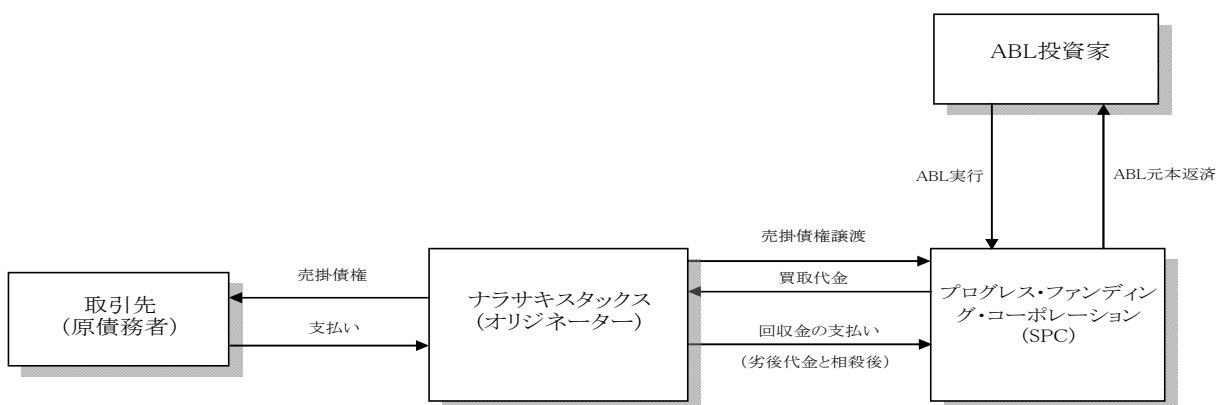 ABL投資家
ABL実行
ABL元本返済
売掛債権譲渡
売掛債権
買取代金
取引先
(原債務者)
ナラサキスタックス
(オリジネーター)
プログレス・ファンディン
グ・コーポレーション
(SPC)
支払い
回収金の支払い
(劣後代金と相殺後)